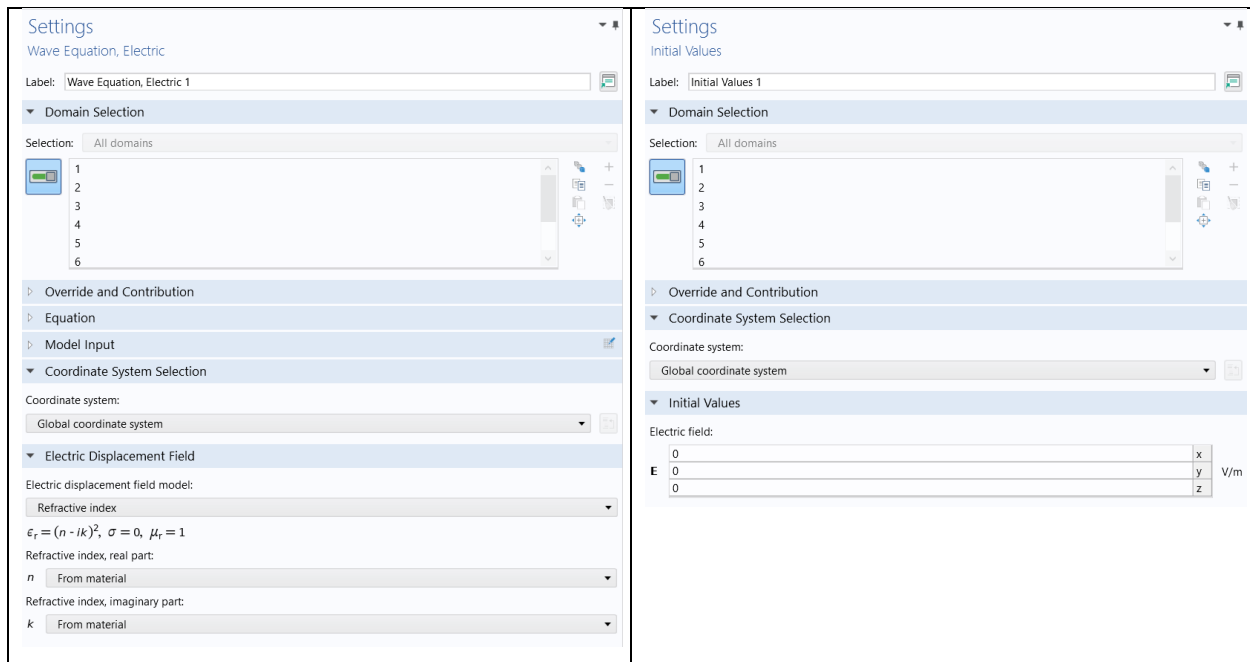 Settings
Wave Equation, Electric
Label: Wave Equation, Electric 1
Domain Selection
Selection: All domains
1
2
3
4
5
6
Override and Contribution
Equation
Model Input
Coordinate System Selection
Coordinate system:
Global coordinate system
Electric Displacement Field
Electric displacement field model:
Refractive index
ϵr = (n - ik)², σ = 0, μr = 1
Refractive index, real part:
n From material
Refractive index, imaginary part:
k From material
Settings
Initial Values
Label: Initial Values 1
Domain Selection
Selection: All domains
1
2
3
4
5
6
Override and Contribution
Coordinate System Selection
Coordinate system:
Global coordinate system
Initial Values
Electric field:
0 x
E 0 y V/m
0 z